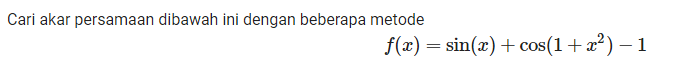 Cari akar persamaan dibawah ini dengan beberapa metode
f(x) = sin(x) + cos(1 + x²) − 1